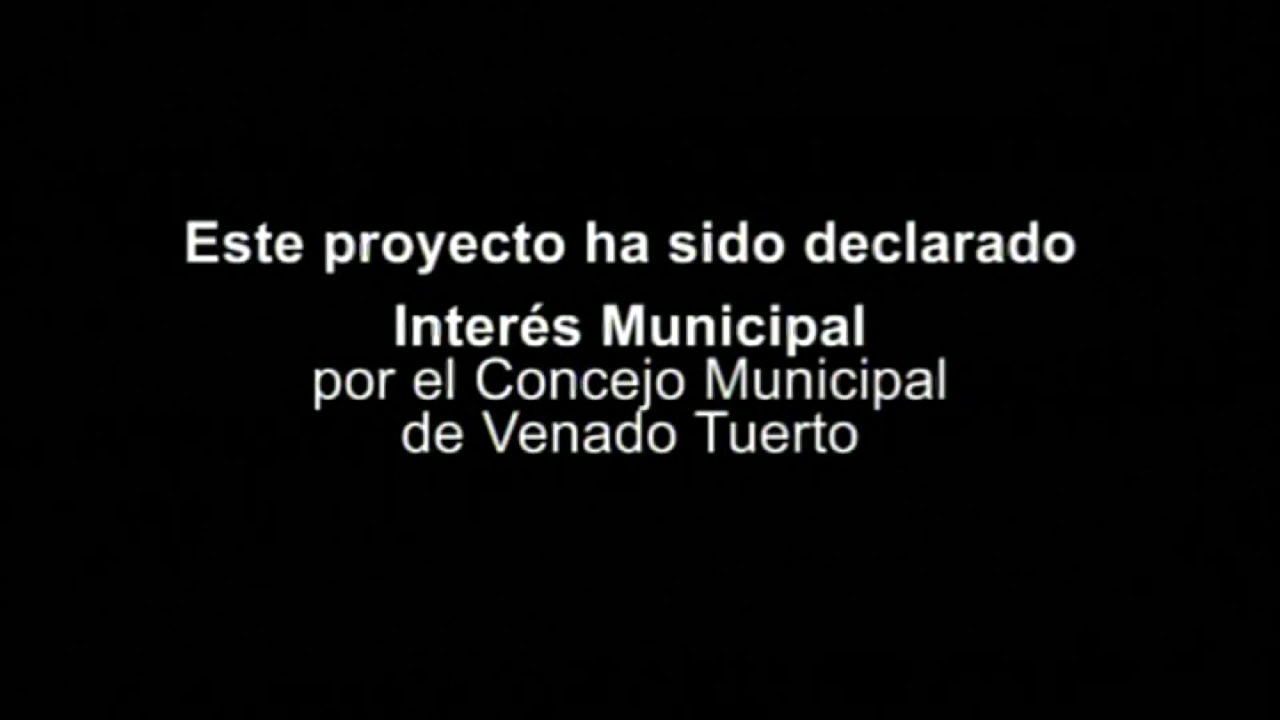 Este proyecto ha sido declarado
Interés Municipal
por el Concejo Municipal
de Venado Tuerto